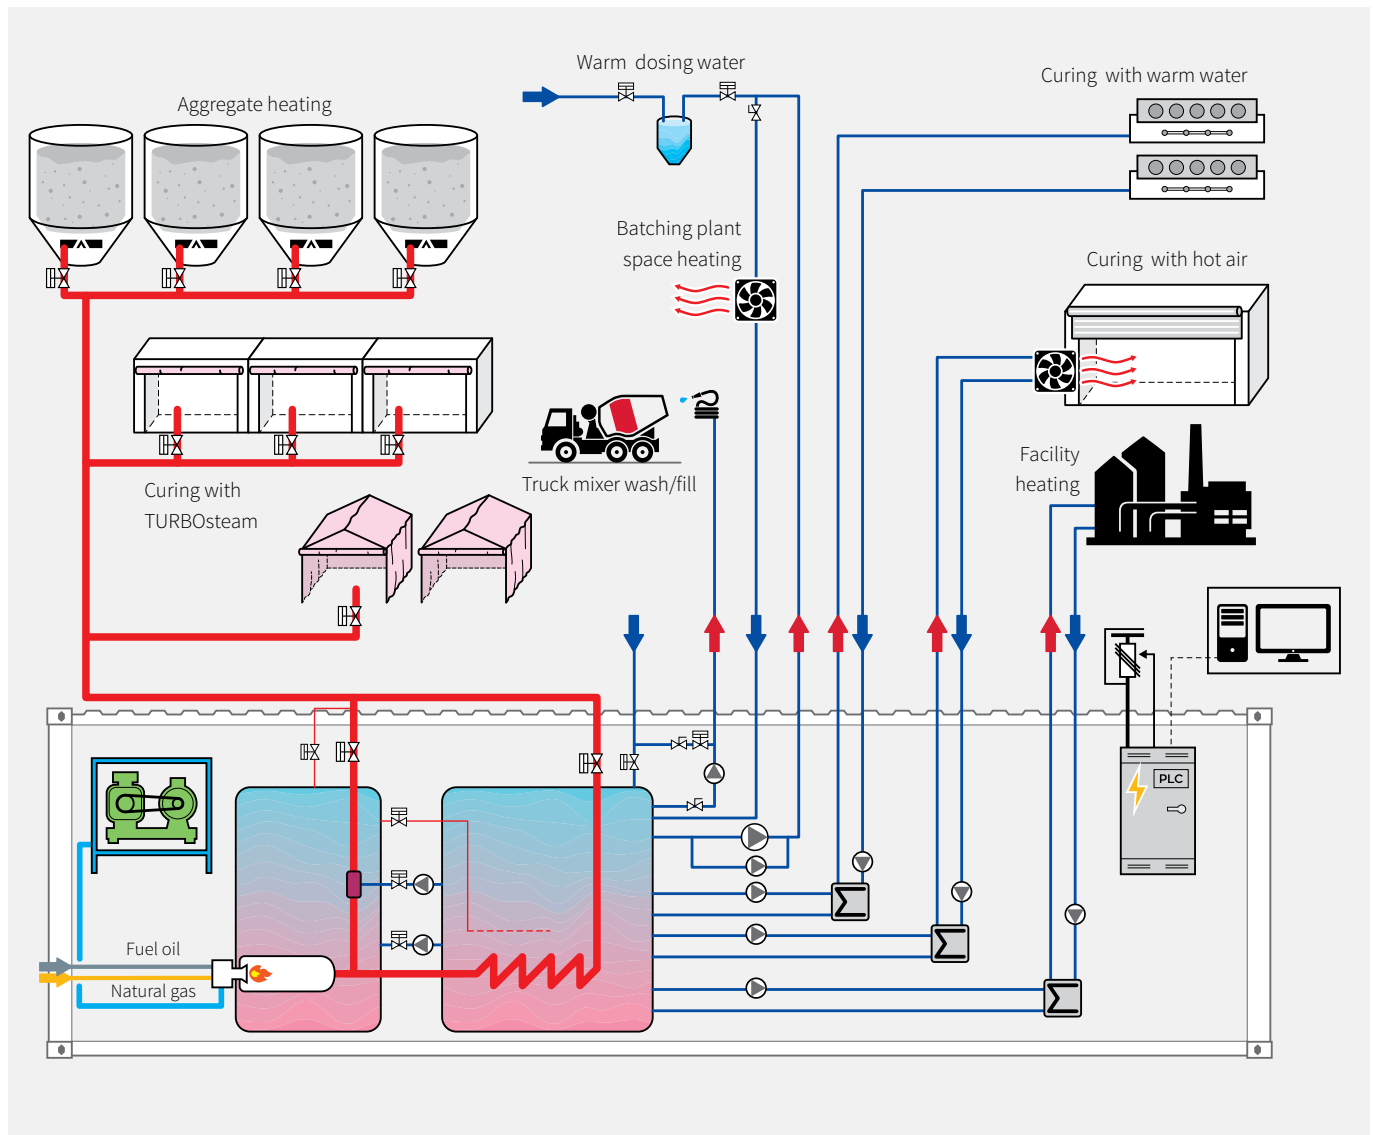 Warm dosing water
Curing with warm water
Aggregate heating
Batching plant
space heating
Curing with hot air
Facility
heating
Truck mixer wash/fill
Curing with
TURBOsteam
PLC
Fuel oil
Natural gas